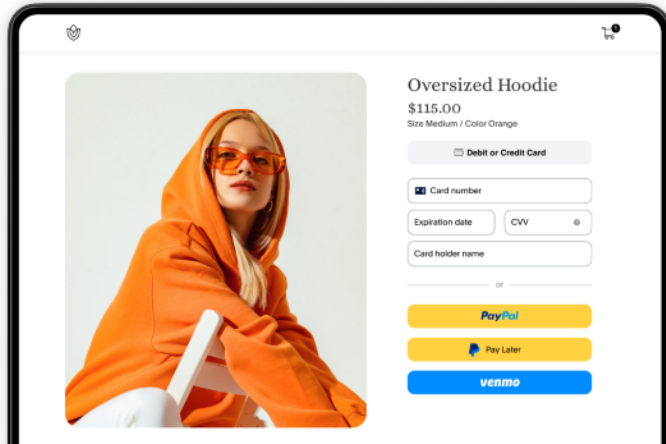 1
Oversized Hoodie
$115.00
Size Medium / Color Orange
Debit or Credit Card
Card number
Expiration date
CVV
Card holder name
or
PayPal
Pay Later
venmo